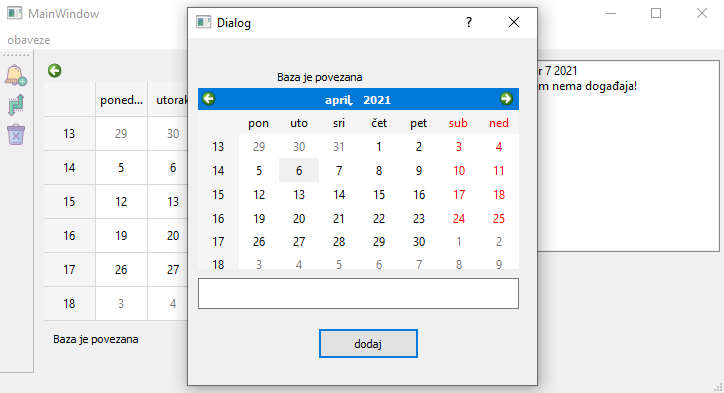 MainWindow
obaveze
poned... utorak
13 29 30
14 5 6
15 12 13
16 19 20
17 26 27
18 3 4
Baza je povezana
r 7 2021
m nema događaja!
Dialog
?
Baza je povezana
april, 2021
pon uto sri čet pet sub ned
13 29 30 31 1 2 3 4
14 5 6 7 8 9 10 11
15 12 13 14 15 16 17 18
16 19 20 21 22 23 24 25
17 26 27 28 29 30 1 2
18 3 4 5 6 7 8 9
dodaj